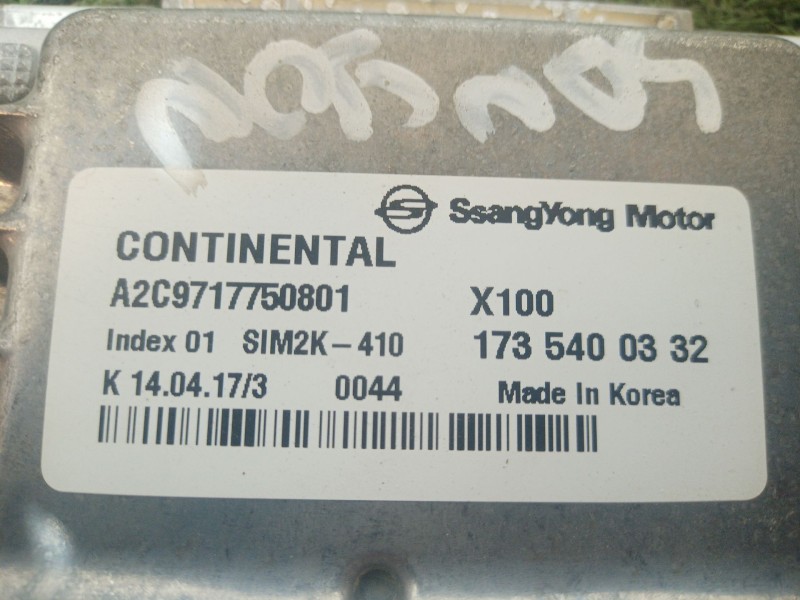 SsangYong Motor
CONTINENTAL
A2C9717750801 X100
Index 01 SIM2K-410 173 540 03 32
K 14.04.17/3 0044 Made In Korea